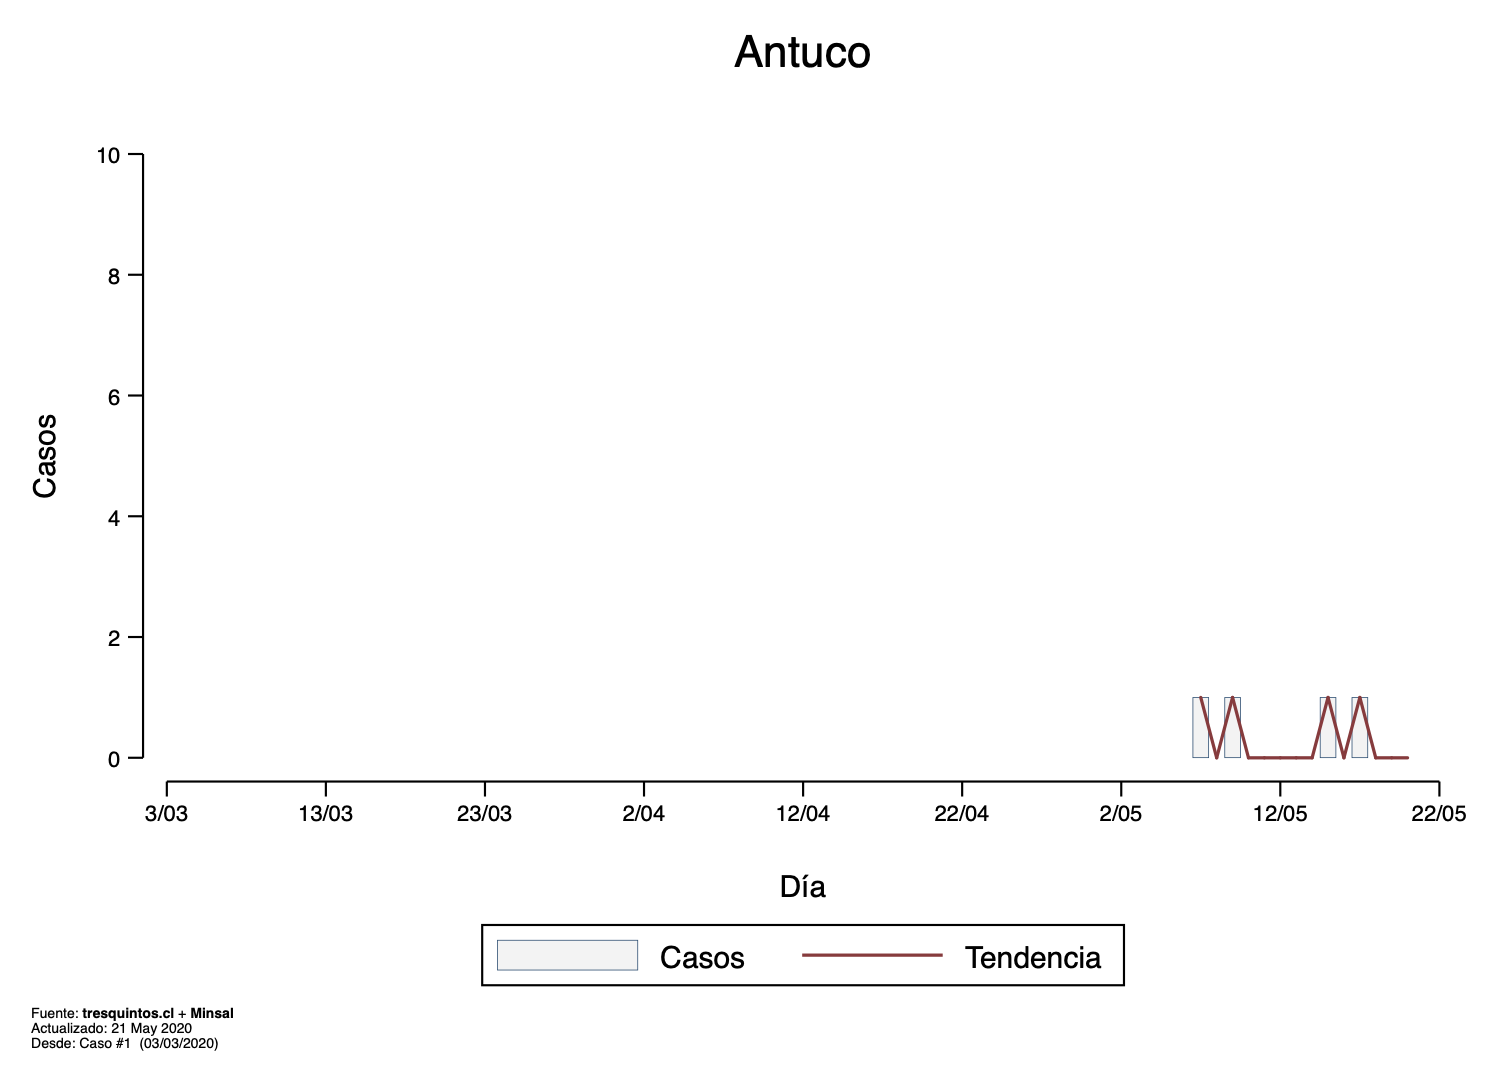 Antuco
10
8
6
4
2
0
Casos
3/03 13/03 23/03 2/04 12/04 22/04 2/05 12/05 22/05
Día
Casos Tendencia
Fuente: tresquintos.cl + Minsal
Actualizado: 21 May 2020
Desde: Caso #1 (03/03/2020)